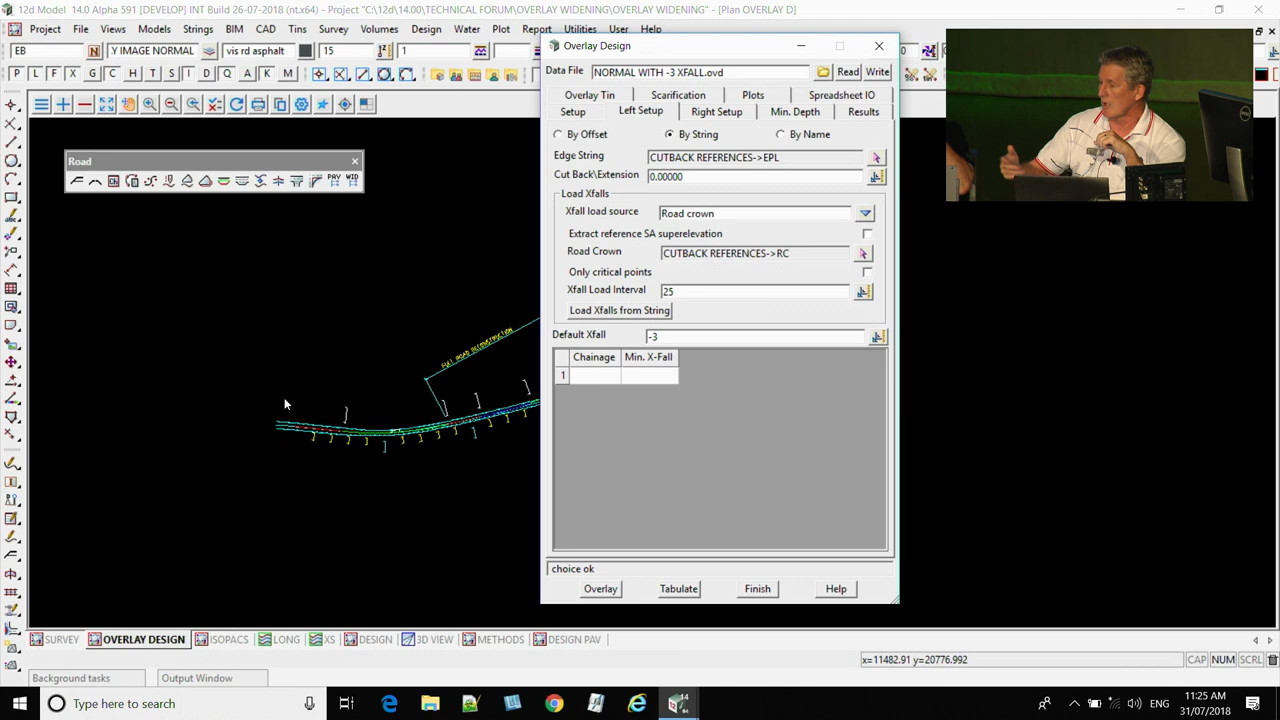 12d Model 14.0 Alpha 591 [DEVELOP] INT Build 26-07-2018 (nt.x64) - Project "C:\12d\14.00\TECHNICAL FORUM\OVERLAY WIDENING\OVERLAY WIDENING" - [Plan OVERLAY D]
Project File Edit Views Models Strings BIM CAD Tins Survey Volumes Design Water Plot Report Utilities User Help
EB N Y IMAGE NORMAL vis rd asphalt 15 1
P L F X G C H T S I D Q A K M
Road
PAV WID
FULL ROAD RECONSTRUCTION
Overlay Design
Data File NORMAL WITH -3 XFALL.ovd Read Write
Overlay Tin Scarification Plots Spreadsheet IO
Setup Left Setup Right Setup Min. Depth Results
By Offset By String By Name
Edge String CUTBACK REFERENCES->EPL
Cut Back\Extension 0.00000
Load Xfalls
Xfall load source Road crown
Extract reference SA superelevation
Road Crown CUTBACK REFERENCES->RC
Only critical points
Xfall Load Interval 25
Load Xfalls from String
Default Xfall -3
Chainage Min. X-Fall
1
choice ok
Overlay Tabulate Finish Help
SURVEY OVERLAY DESIGN ISOPACS LONG XS DESIGN 3D VIEW METHODS DESIGN PAV
x=11482.91 y=20776.992 CAP NUM SCRL
Background tasks Output Window
Type here to search
14
ENG
11:25 AM
31/07/2018